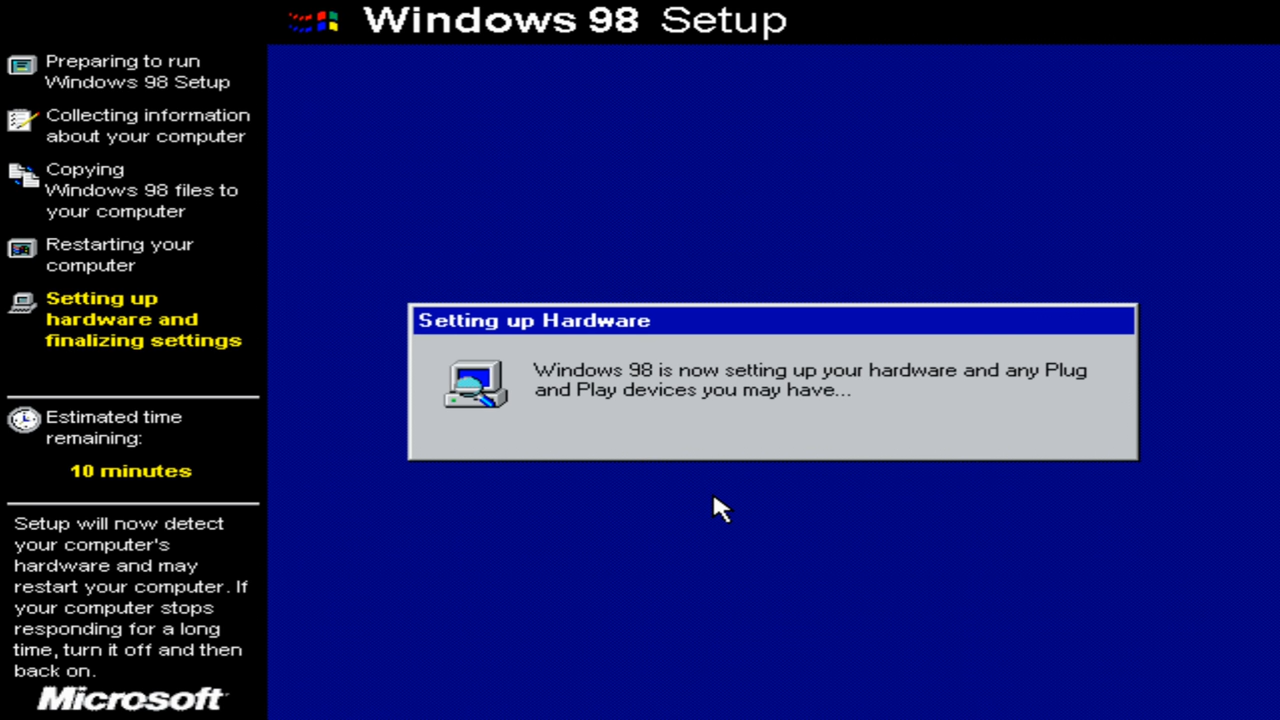 Windows 98 Setup
Preparing to run
Windows 98 Setup
Collecting information
about your computer
Copying
Windows 98 files to
your computer
Restarting your
computer
Setting up
hardware and
finalizing settings
Estimated time
remaining:
10 minutes
Setup will now detect
your computer's
hardware and may
restart your computer. If
your computer stops
responding for a long
time, turn it off and then
back on.
Microsoft
Setting up Hardware
Windows 98 is now setting up your hardware and any Plug
and Play devices you may have...